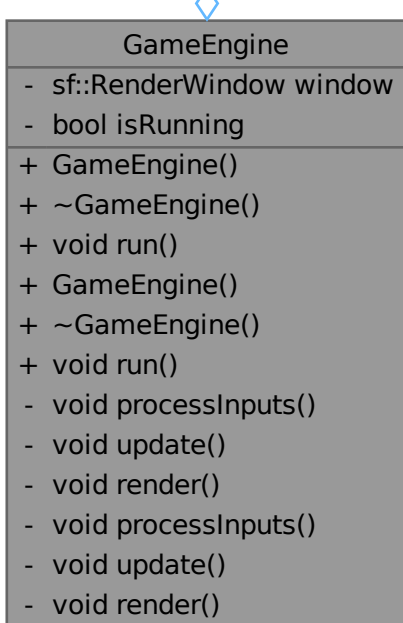 GameEngine
- sf::RenderWindow window
- bool isRunning
+ GameEngine()
+ ~GameEngine()
+ void run()
+ GameEngine()
+ ~GameEngine()
+ void run()
- void processInputs()
- void update()
- void render()
- void processInputs()
- void update()
- void render()